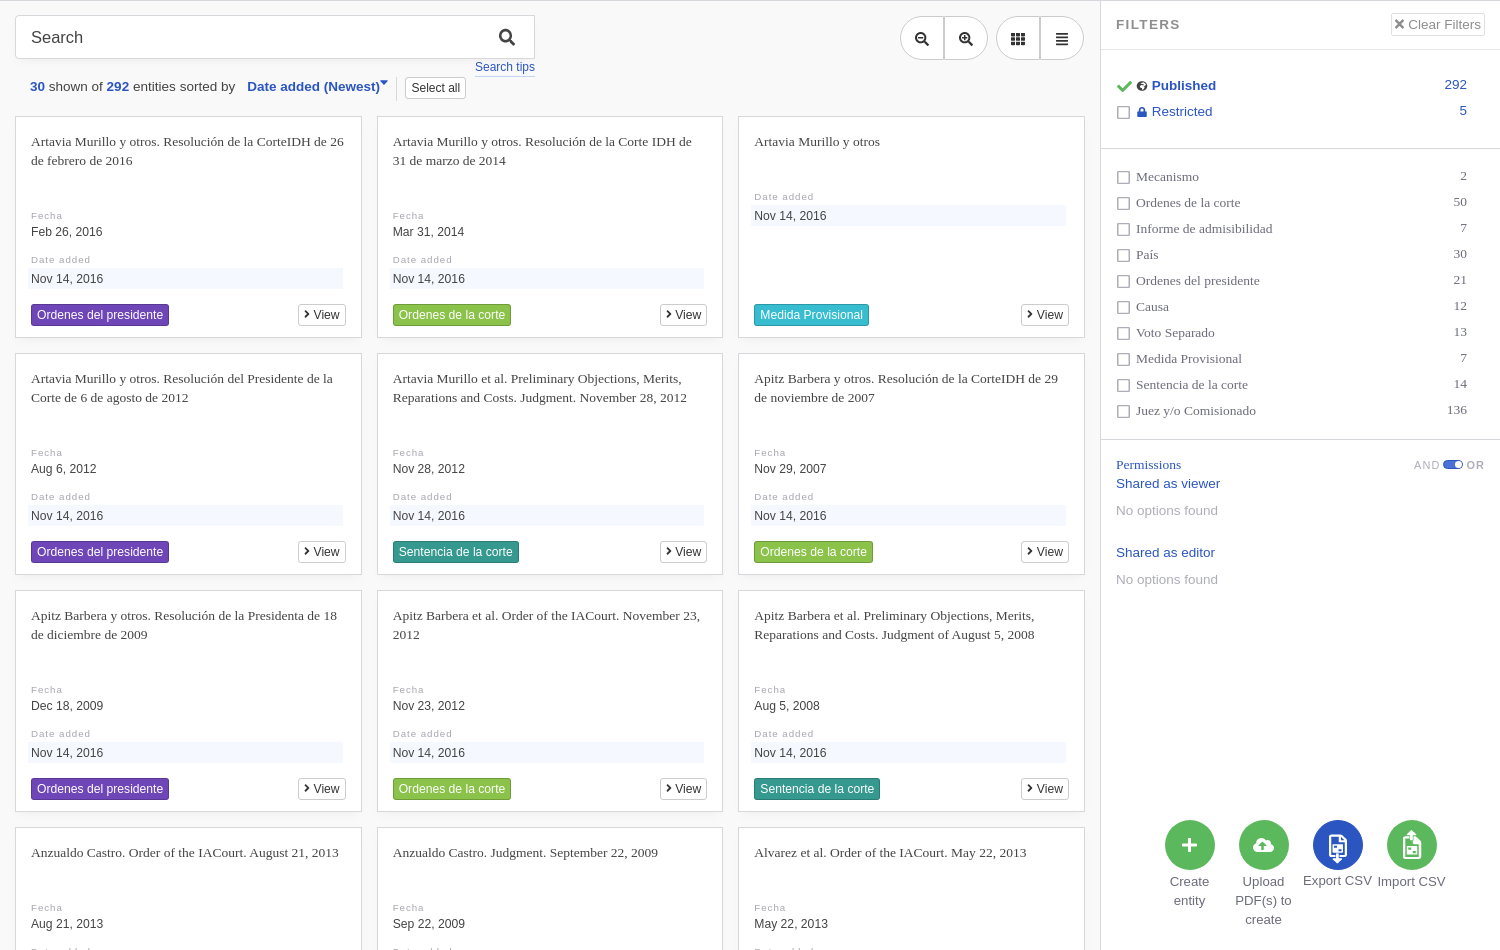 Search
Search tips
30 shown of 292 entities sorted by Date added (Newest) Select all
Artavia Murillo y otros. Resolución de la CorteIDH de 26
de febrero de 2016
Fecha
Feb 26, 2016
Date added
Nov 14, 2016
Ordenes del presidente
View
Artavia Murillo y otros. Resolución de la Corte IDH de
31 de marzo de 2014
Fecha
Mar 31, 2014
Date added
Nov 14, 2016
Ordenes de la corte
View
Artavia Murillo y otros
Date added
Nov 14, 2016
Medida Provisional
View
Artavia Murillo y otros. Resolución del Presidente de la
Corte de 6 de agosto de 2012
Fecha
Aug 6, 2012
Date added
Nov 14, 2016
Ordenes del presidente
View
Artavia Murillo et al. Preliminary Objections, Merits,
Reparations and Costs. Judgment. November 28, 2012
Fecha
Nov 28, 2012
Date added
Nov 14, 2016
Sentencia de la corte
View
Apitz Barbera y otros. Resolución de la CorteIDH de 29
de noviembre de 2007
Fecha
Nov 29, 2007
Date added
Nov 14, 2016
Ordenes de la corte
View
Apitz Barbera y otros. Resolución de la Presidenta de 18
de diciembre de 2009
Fecha
Dec 18, 2009
Date added
Nov 14, 2016
Ordenes del presidente
View
Apitz Barbera et al. Order of the IACourt. November 23,
2012
Fecha
Nov 23, 2012
Date added
Nov 14, 2016
Ordenes de la corte
View
Apitz Barbera et al. Preliminary Objections, Merits,
Reparations and Costs. Judgment of August 5, 2008
Fecha
Aug 5, 2008
Date added
Nov 14, 2016
Sentencia de la corte
View
Anzualdo Castro. Order of the IACourt. August 21, 2013
Fecha
Aug 21, 2013
Anzualdo Castro. Judgment. September 22, 2009
Fecha
Sep 22, 2009
Alvarez et al. Order of the IACourt. May 22, 2013
Fecha
May 22, 2013
FILTERS
Clear Filters
Published 292
Restricted 5
Mecanismo 2
Ordenes de la corte 50
Informe de admisibilidad 7
País 30
Ordenes del presidente 21
Causa 12
Voto Separado 13
Medida Provisional 7
Sentencia de la corte 14
Juez y/o Comisionado 136
Permissions AND OR
Shared as viewer
No options found
Shared as editor
No options found
Create
entity
Upload
PDF(s) to
create
Export CSV
Import CSV